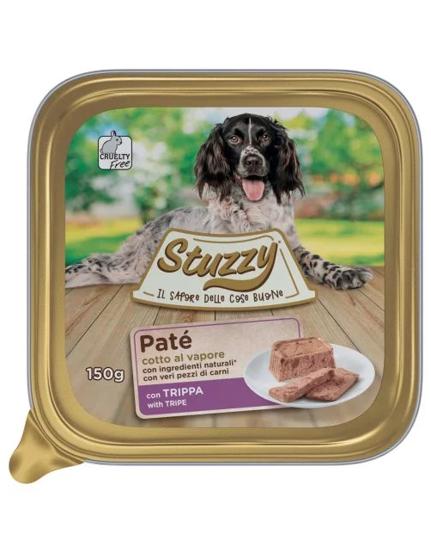 CRUELTY
Free
Stuzzy
IL SAPORE DELLE COSE BUONE
Paté
cotto al vapore
con ingredienti naturali*
con veri pezzi di carni
150g
con TRIPPA
with TRIPE